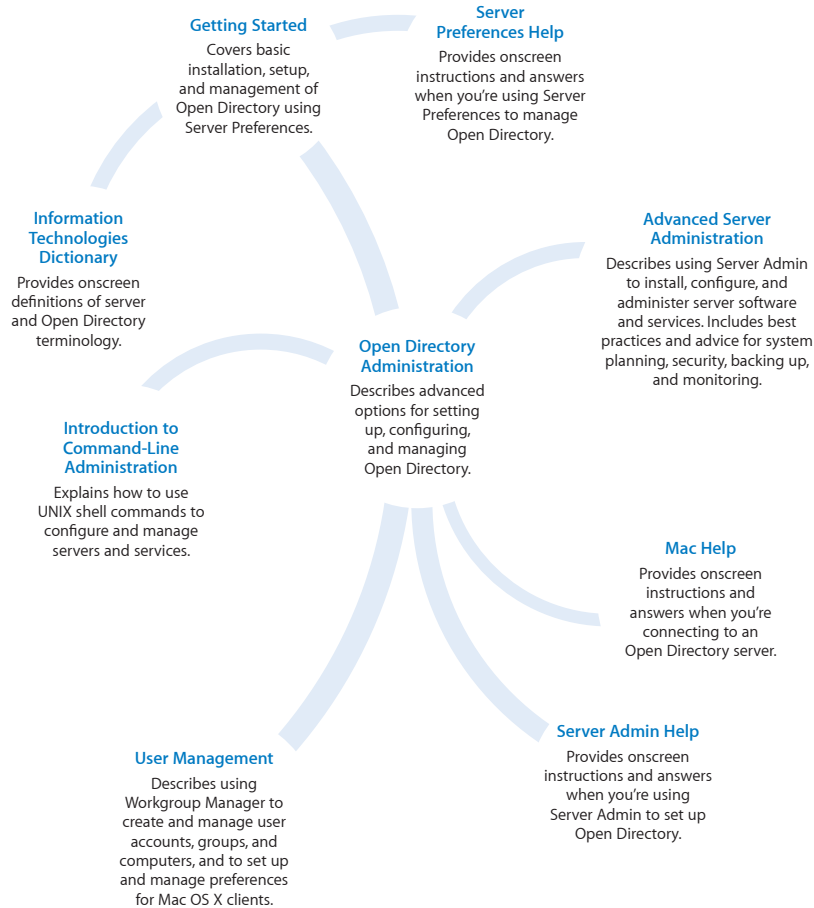 Getting Started
Covers basic
installation, setup,
and management of
Open Directory using
Server Preferences.
Server
Preferences Help
Provides onscreen
instructions and answers
when you’re using Server
Preferences to manage
Open Directory.
Information
Technologies
Dictionary
Provides onscreen
definitions of server
and Open Directory
terminology.
Advanced Server
Administration
Describes using Server Admin
to install, configure, and
administer server software
and services. Includes best
practices and advice for system
planning, security, backing up,
and monitoring.
Open Directory
Administration
Describes advanced
options for setting
up, configuring,
and managing
Open Directory.
Introduction to
Command-Line
Administration
Explains how to use
UNIX shell commands to
configure and manage
servers and services.
Mac Help
Provides onscreen
instructions and
answers when you’re
connecting to an
Open Directory server.
Server Admin Help
Provides onscreen
instructions and answers
when you’re using
Server Admin to set up
Open Directory.
User Management
Describes using
Workgroup Manager to
create and manage user
accounts, groups, and
computers, and to set up
and manage preferences
for Mac OS X clients.